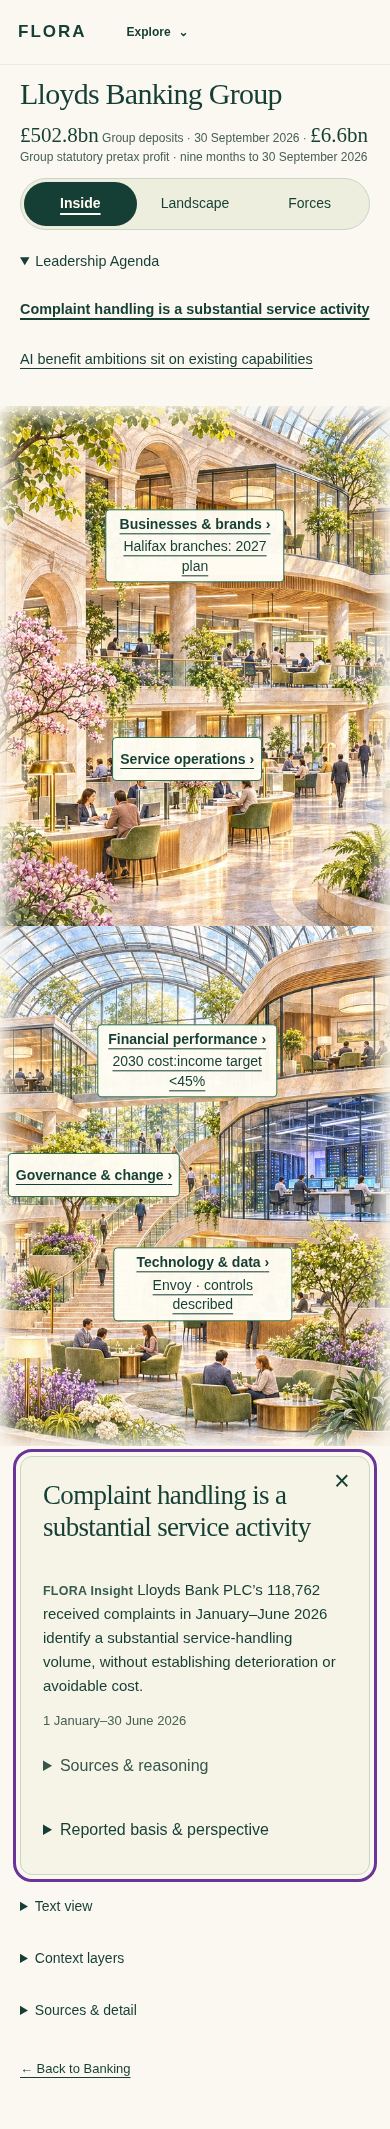 FLORA
Explore ⌄
Lloyds Banking Group
£502.8bn Group deposits · 30 September 2026 · £6.6bn
Group statutory pretax profit · nine months to 30 September 2026
Inside Landscape Forces
▼ Leadership Agenda
Complaint handling is a substantial service activity
AI benefit ambitions sit on existing capabilities
Businesses & brands ›
Halifax branches: 2027
plan
Service operations ›
Financial performance ›
2030 cost:income target
<45%
Governance & change ›
Technology & data ›
Envoy · controls
described
✕
Complaint handling is a
substantial service activity
FLORA Insight Lloyds Bank PLC’s 118,762
received complaints in January–June 2026
identify a substantial service-handling
volume, without establishing deterioration or
avoidable cost.
1 January–30 June 2026
▶ Sources & reasoning
▶ Reported basis & perspective
▶ Text view
▶ Context layers
▶ Sources & detail
← Back to Banking